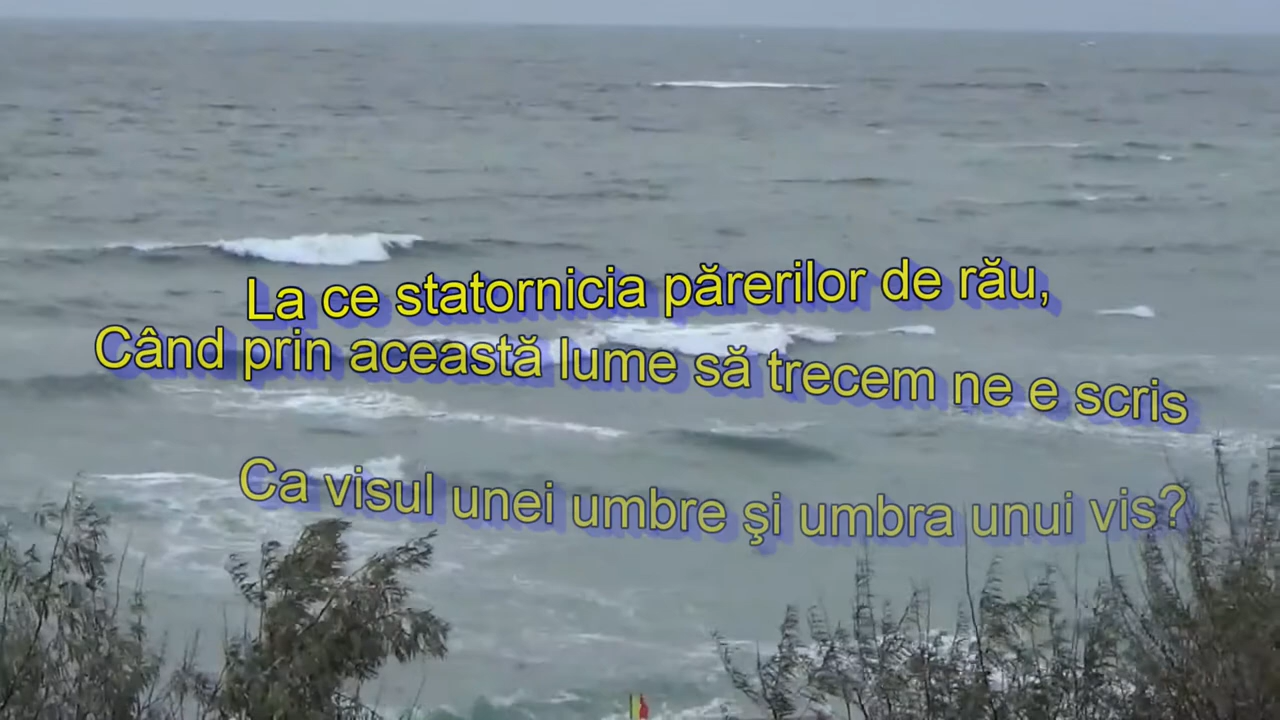 La ce statornicia părerilor de rău,
Când prin această lume să trecem ne e scris
Ca visul unei umbre şi umbra unui vis?